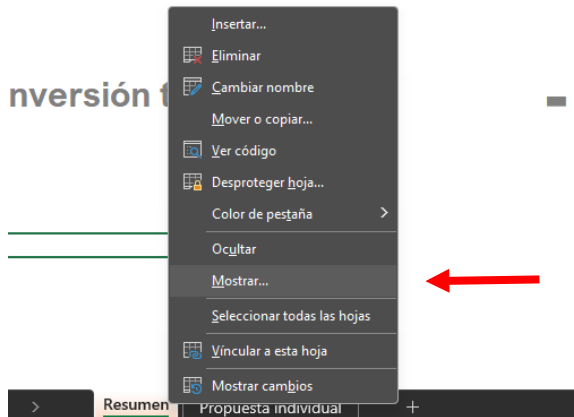 Insertar...
Eliminar
nversión t
Cambiar nombre
Mover o copiar...
Ver código
Desproteger hoja...
Color de pestaña
Ocultar
Mostrar...
Seleccionar todas las hojas
Víncular a esta hoja
Mostrar cambios
Resumen
Propuesta individual